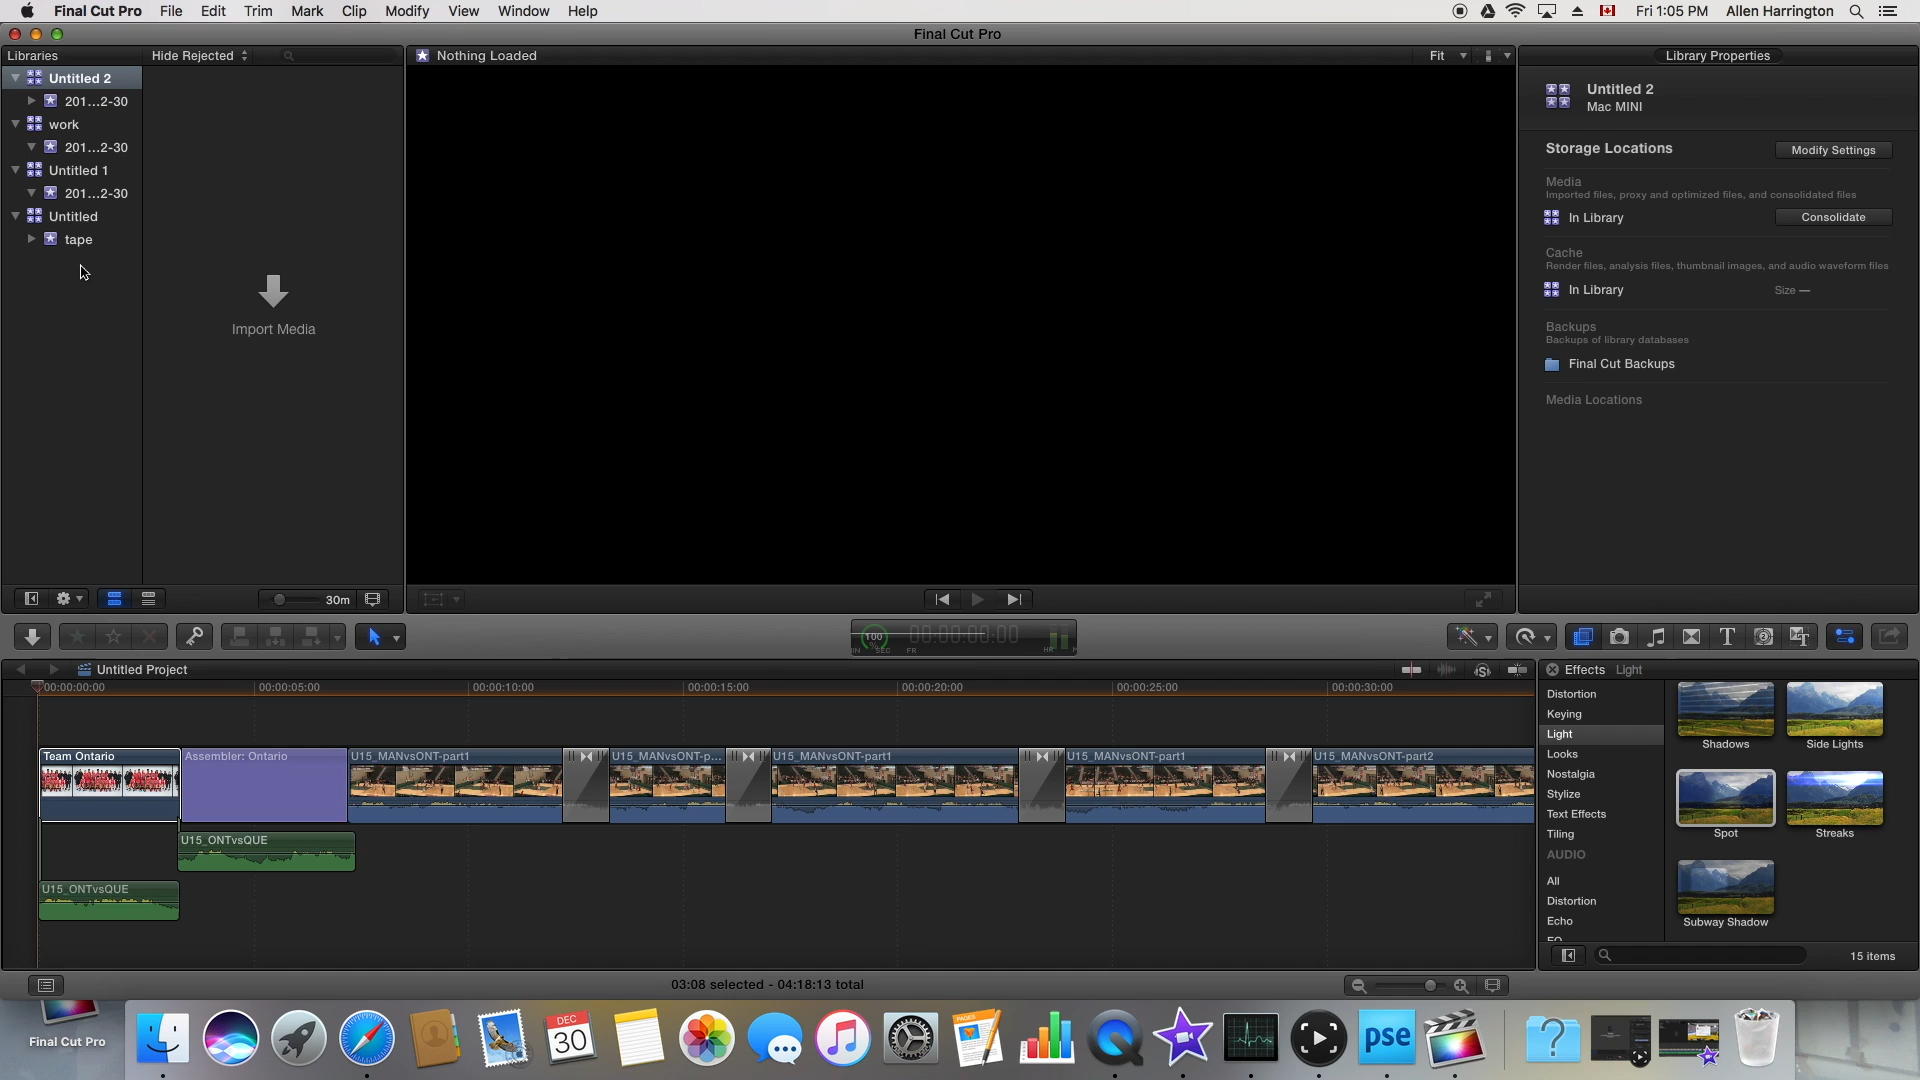 Final Cut Pro File Edit Trim Mark Clip Modify View Window Help Fri 1:05 PM Allen Harrington
Final Cut Pro
Libraries Hide Rejected Nothing Loaded Fit Library Properties
Untitled 2
201...2-30
work
201...2-30
Untitled 1
201...2-30
Untitled
tape
Import Media
30m
Untitled 2
Mac MINI
Storage Locations Modify Settings
Media
Imported files, proxy and optimized files, and consolidated files
In Library Consolidate
Cache
Render files, analysis files, thumbnail images, and audio waveform files
In Library Size —
Backups
Backups of library databases
Final Cut Backups
Media Locations
100 % 00:00:00:00
SEC FR HR
Untitled Project
00:00:00:00 00:00:05:00 00:00:10:00 00:00:15:00 00:00:20:00 00:00:25:00 00:00:30:00
Team Ontario Assembler: Ontario U15_MANvsONT-part1 U15_MANvsONT-p... U15_MANvsONT-part1 U15_MANvsONT-part1 U15_MANvsONT-part2
U15_ONTvsQUE
U15_ONTvsQUE
Effects Light
Distortion
Keying
Light
Looks
Nostalgia
Stylize
Text Effects
Tiling
AUDIO
All
Distortion
Echo
EQ
Shadows Side Lights
Spot Streaks
Subway Shadow
15 items
03:08 selected - 04:18:13 total
Final Cut Pro
DEC
30
PAGES
pse